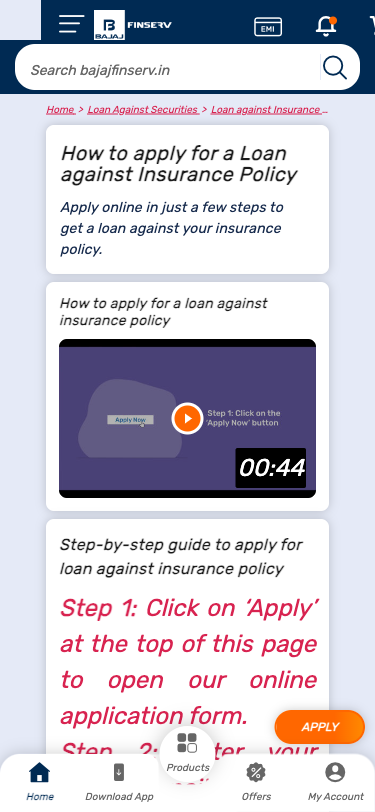 BAJAJ FINSERV
EMI
Search bajajfinserv.in
Home > Loan Against Securities > Loan against Insurance ...
How to apply for a Loan
against Insurance Policy
Apply online in just a few steps to
get a loan against your insurance
policy.
How to apply for a loan against
insurance policy
Apply Now
Step 1: Click on the
'Apply Now' button
00:44
Step-by-step guide to apply for
loan against insurance policy
Step 1: Click on ‘Apply’
at the top of this page
to open our online
application form.
Step 2: your
APPLY
Home
Download App
Products
Offers
My Account